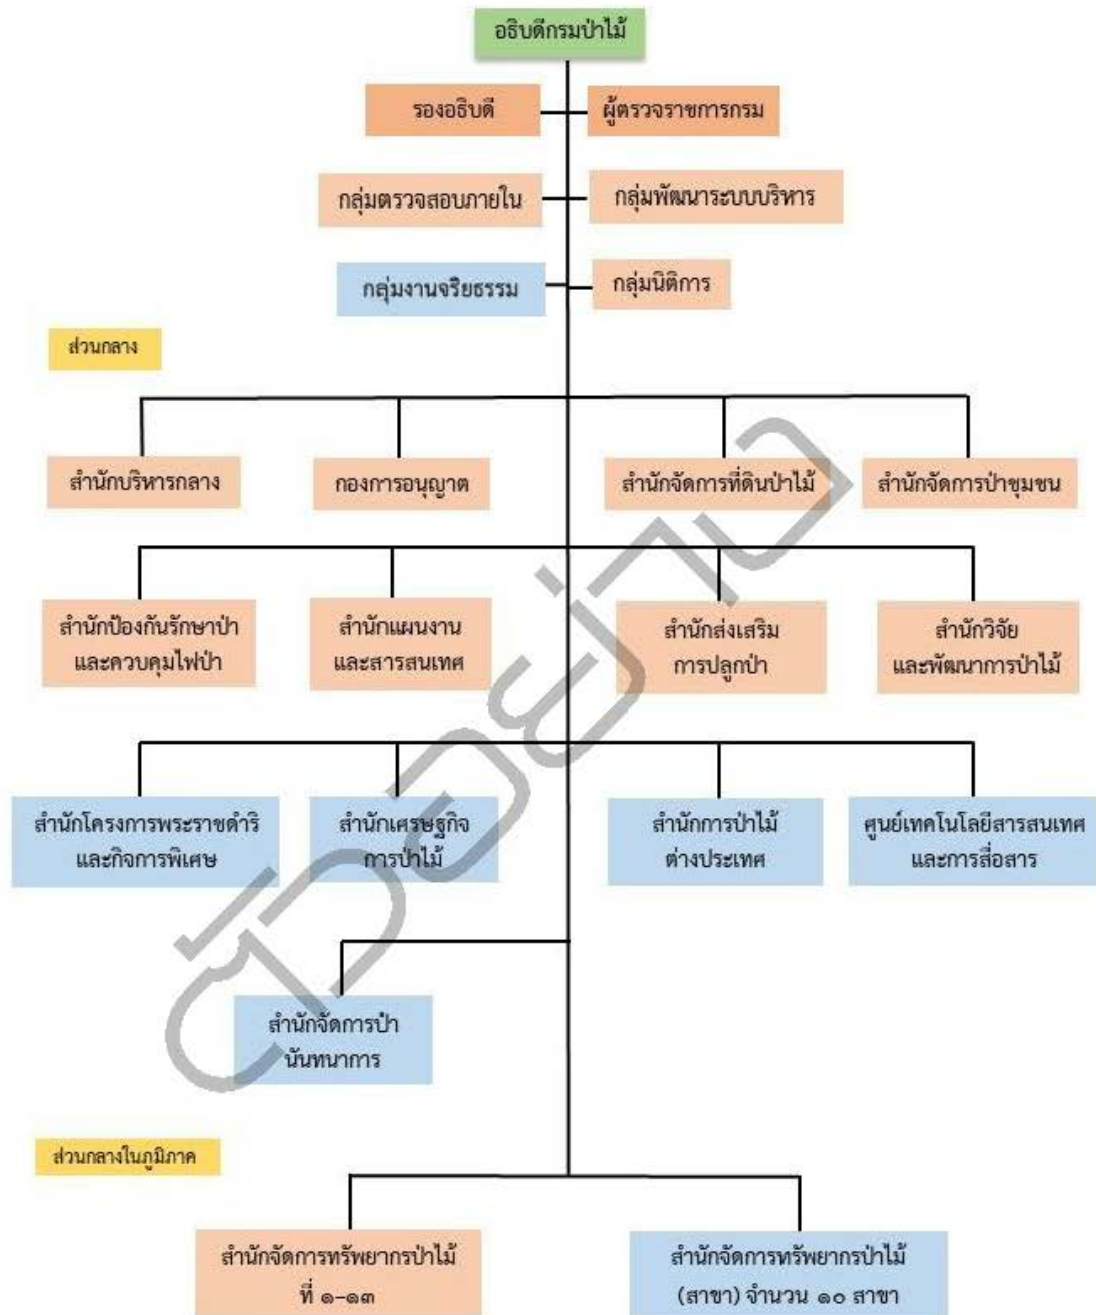 อธิบดีกรมป่าไม้
รองอธิบดี
ผู้ตรวจราชการกรม
กลุ่มตรวจสอบภายใน
กลุ่มพัฒนาระบบบริหาร
กลุ่มงานจริยธรรม
กลุ่มนิติการ
ส่วนกลาง
สำนักบริหารกลาง
กองการอนุญาต
สำนักจัดการที่ดินป่าไม้
สำนักจัดการป่าชุมชน
สำนักป้องกันรักษาป่า
และควบคุมไฟป่า
สำนักแผนงาน
และสารสนเทศ
สำนักส่งเสริม
การปลูกป่า
สำนักวิจัย
และพัฒนาการป่าไม้
สำนักโครงการพระราชดำริ
และกิจการพิเศษ
สำนักเศรษฐกิจ
การป่าไม้
สำนักการป่าไม้
ต่างประเทศ
ศูนย์เทคโนโลยีสารสนเทศ
และการสื่อสาร
สำนักจัดการป่า
นันทนาการ
ส่วนกลางในภูมิภาค
สำนักจัดการทรัพยากรป่าไม้
ที่ ๑-๑๓
สำนักจัดการทรัพยากรป่าไม้
(สาขา) จำนวน ๑๐ สาขา
ตัวอย่าง